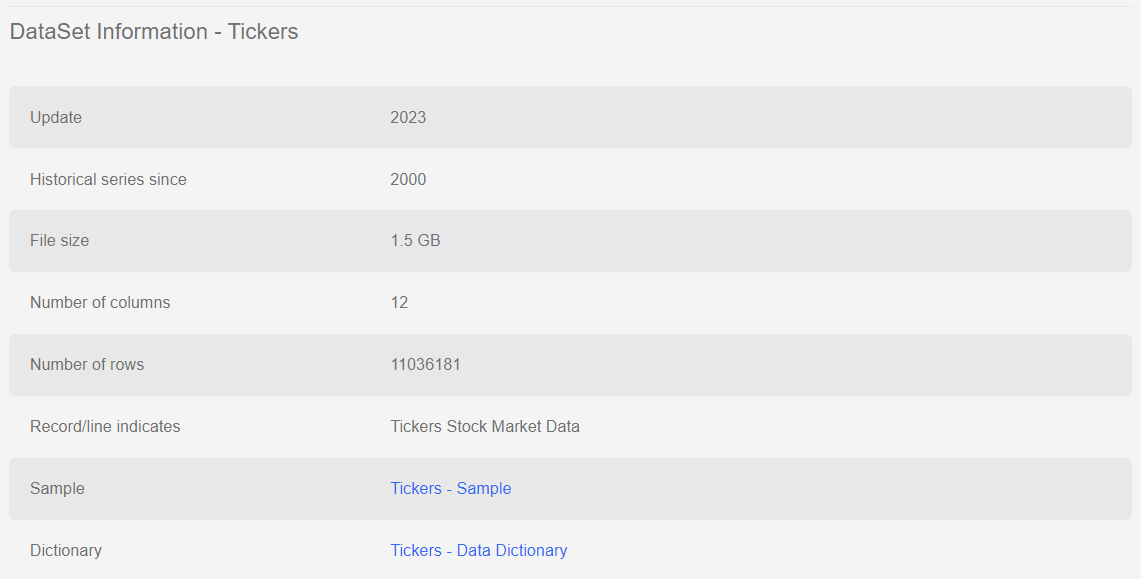 DataSet Information - Tickers
Update 2023
Historical series since 2000
File size 1.5 GB
Number of columns 12
Number of rows 11036181
Record/line indicates Tickers Stock Market Data
Sample Tickers - Sample
Dictionary Tickers - Data Dictionary